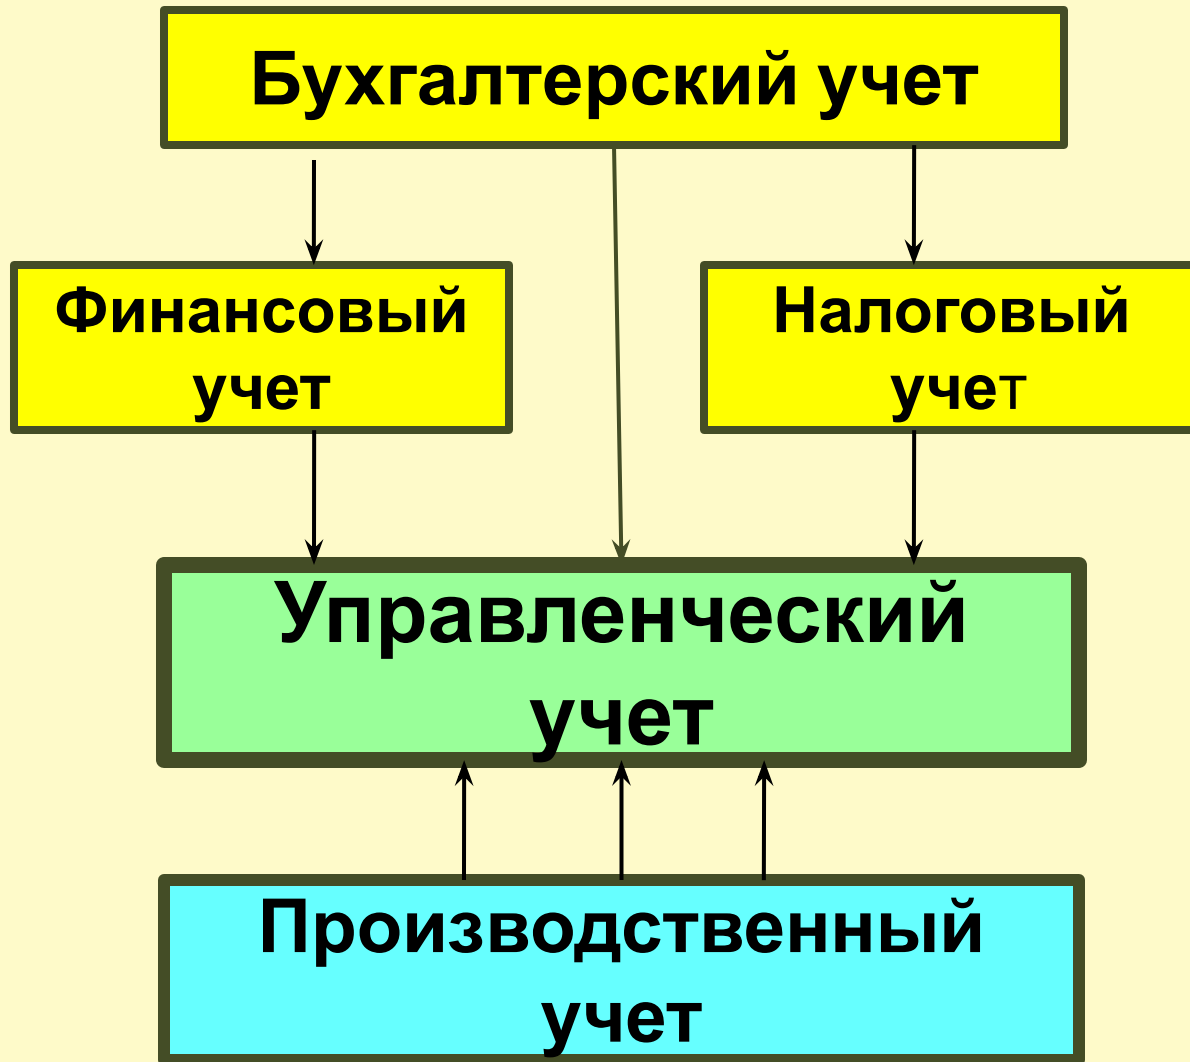 Бухгалтерский учет
Финансовый
учет
Налоговый
учет
Управленческий
учет
Производственный
учет